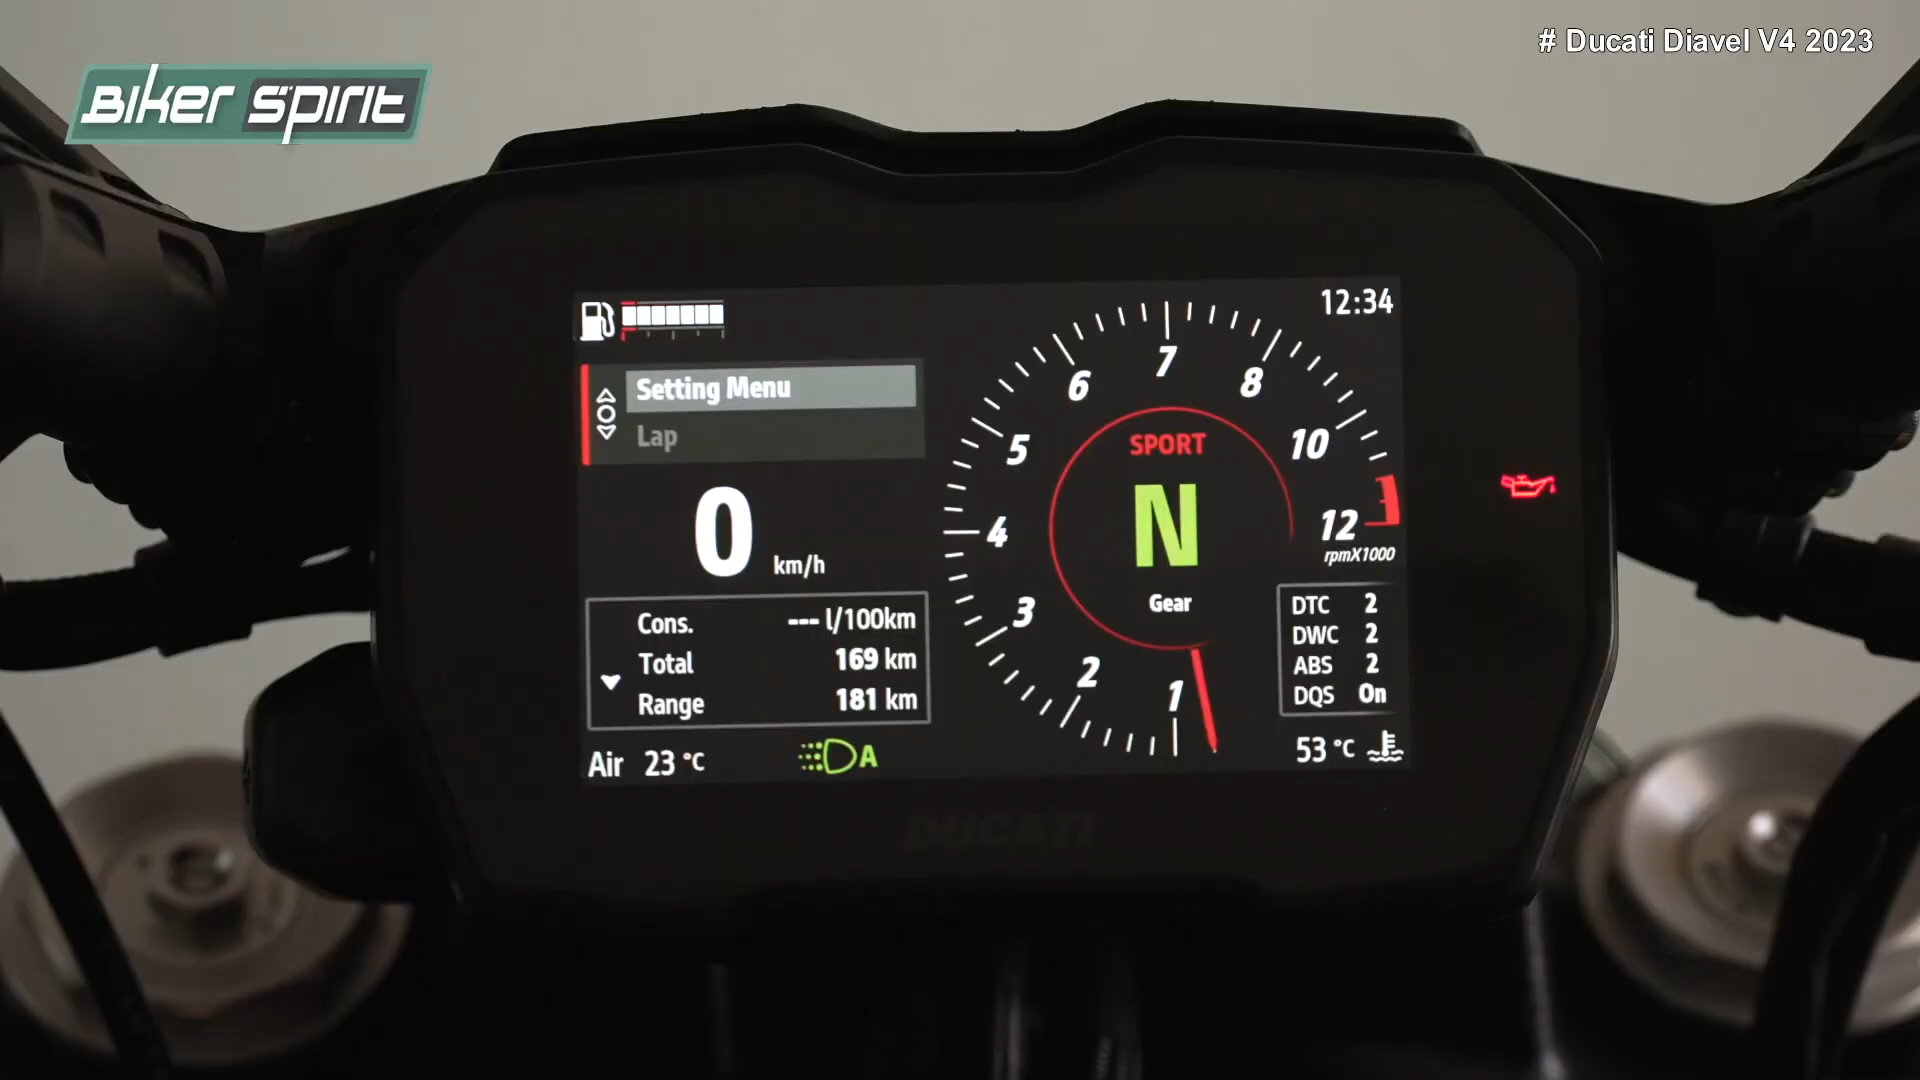 # Ducati Diavel V4 2023
BIKER SPIRIT
12:34
Setting Menu
Lap
0 km/h
Cons. --- l/100km
Total 169 km
Range 181 km
Air 23 °C
A
1
2
3
4
5
6
7
8
10
12
rpmX1000
SPORT
N
Gear
DTC 2
DWC 2
ABS 2
DQS On
53 °C
DUCATI